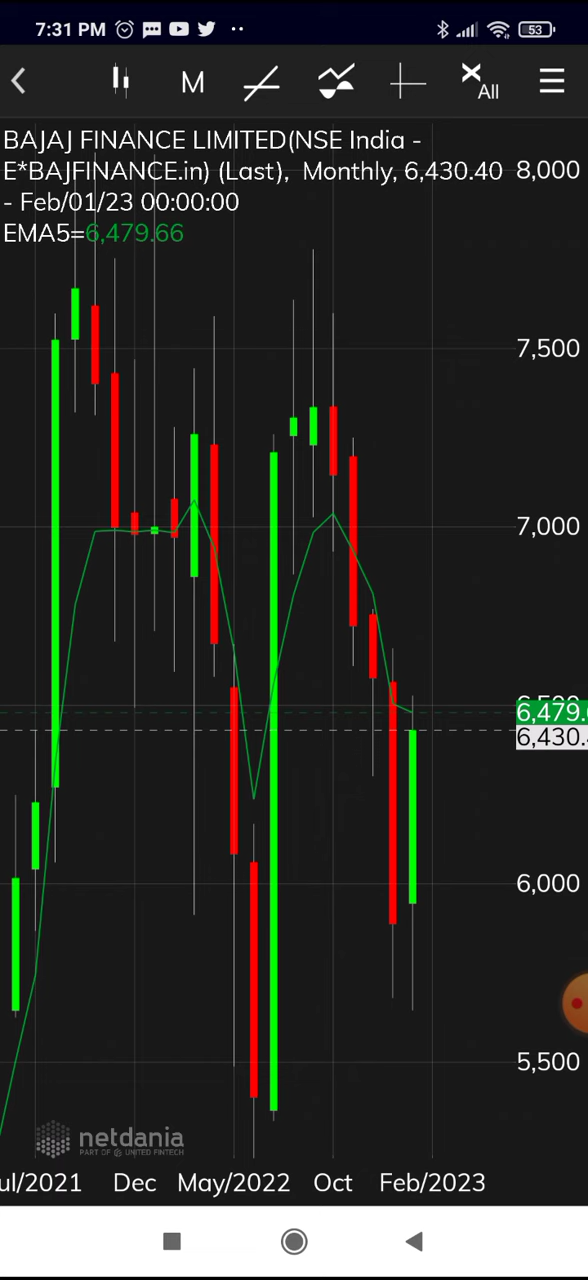 7:31 PM
53
M
All
BAJAJ FINANCE LIMITED(NSE India -
E*BAJFINANCE.in) (Last), Monthly, 6,430.40
- Feb/01/23 00:00:00
EMA5=6,479.66
8,000
7,500
7,000
6,479.
6,430.
6,000
5,500
netdania
PART OF UNITED FINTECH
ul/2021 Dec May/2022 Oct Feb/2023